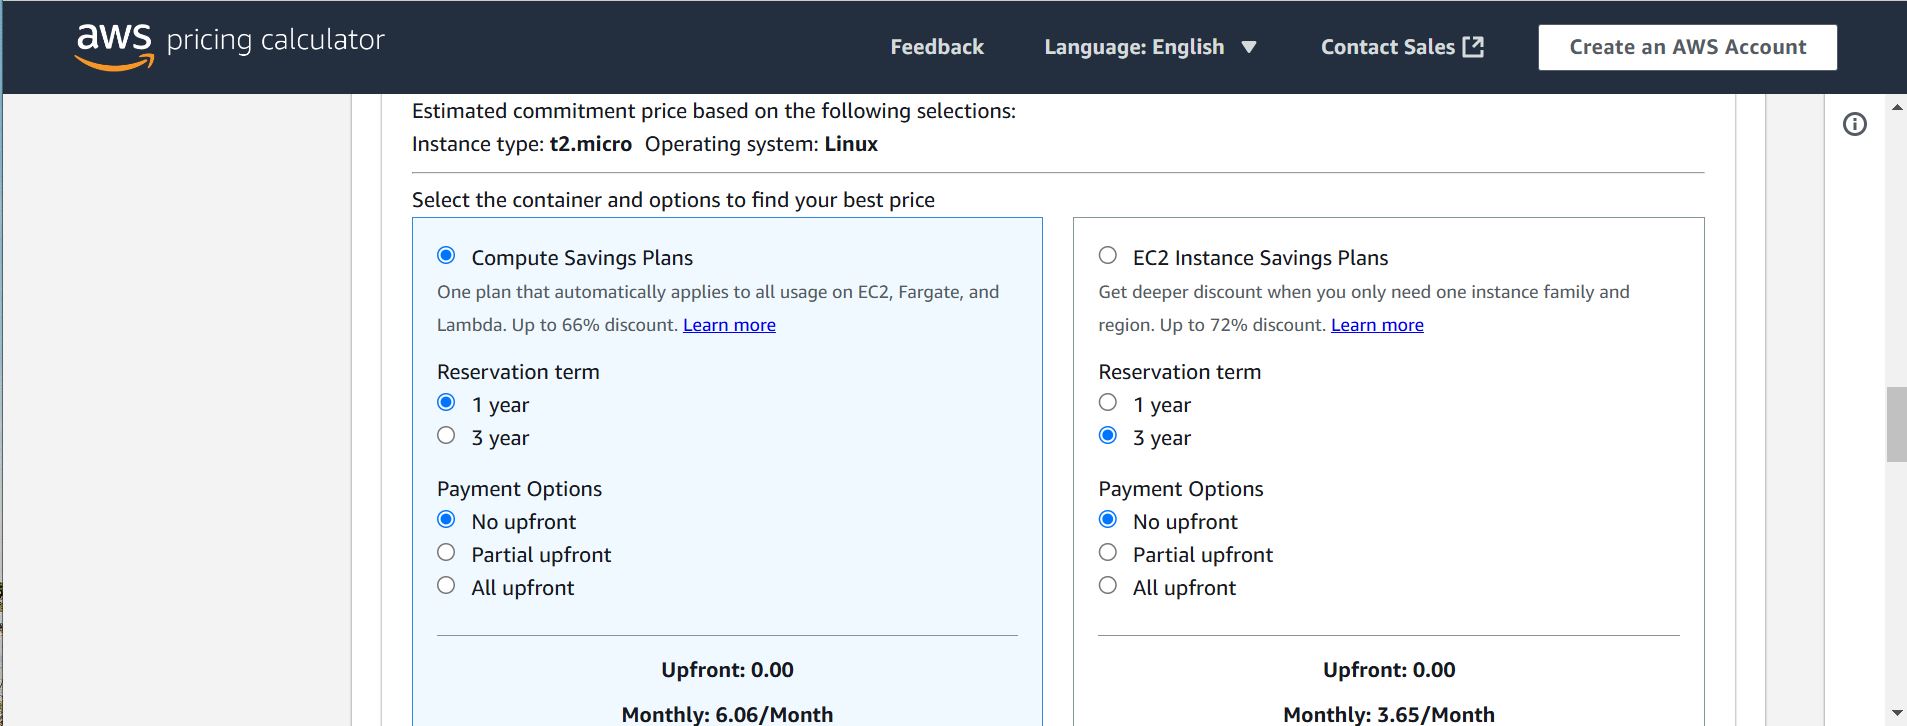 aws pricing calculator
Feedback
Language: English
Contact Sales
Create an AWS Account
Estimated commitment price based on the following selections:
Instance type: t2.micro Operating system: Linux
Select the container and options to find your best price
Compute Savings Plans
One plan that automatically applies to all usage on EC2, Fargate, and
Lambda. Up to 66% discount. Learn more
Reservation term
1 year
3 year
Payment Options
No upfront
Partial upfront
All upfront
Upfront: 0.00
Monthly: 6.06/Month
EC2 Instance Savings Plans
Get deeper discount when you only need one instance family and
region. Up to 72% discount. Learn more
Reservation term
1 year
3 year
Payment Options
No upfront
Partial upfront
All upfront
Upfront: 0.00
Monthly: 3.65/Month